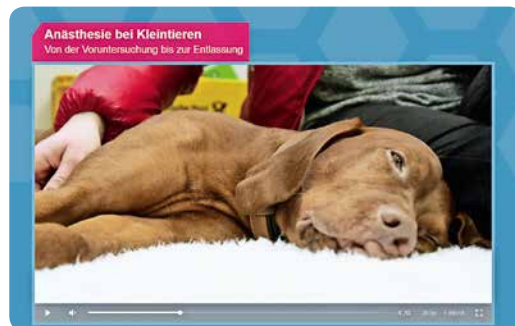 Anästhesie bei Kleintieren
Von der Voruntersuchung bis zur Entlassung